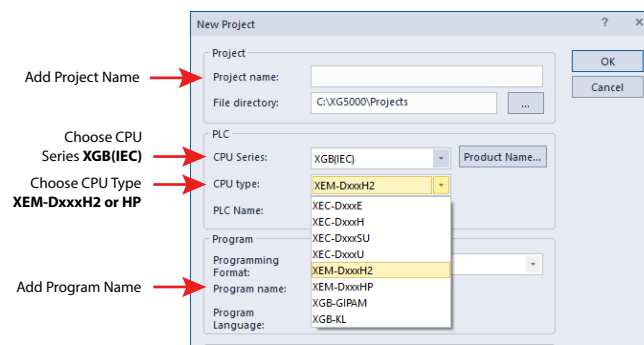 New Project
? ×
Project
Add Project Name
Project name:
OK
File directory:
C:\XG5000\Projects
...
Cancel
PLC
Choose CPU
Series XGB(IEC)
CPU Series:
XGB(IEC)
Product Name...
Choose CPU Type
XEM-DxxxH2 or HP
CPU type:
XEM-DxxxH2
PLC Name:
XEC-DxxxE
XEC-DxxxH
XEC-DxxxSU
XEC-DxxxU
XEM-DxxxH2
XEM-DxxxHP
XGB-GIPAM
XGB-KL
Program
Programming
Format:
Add Program Name
Program name:
Program
Language: